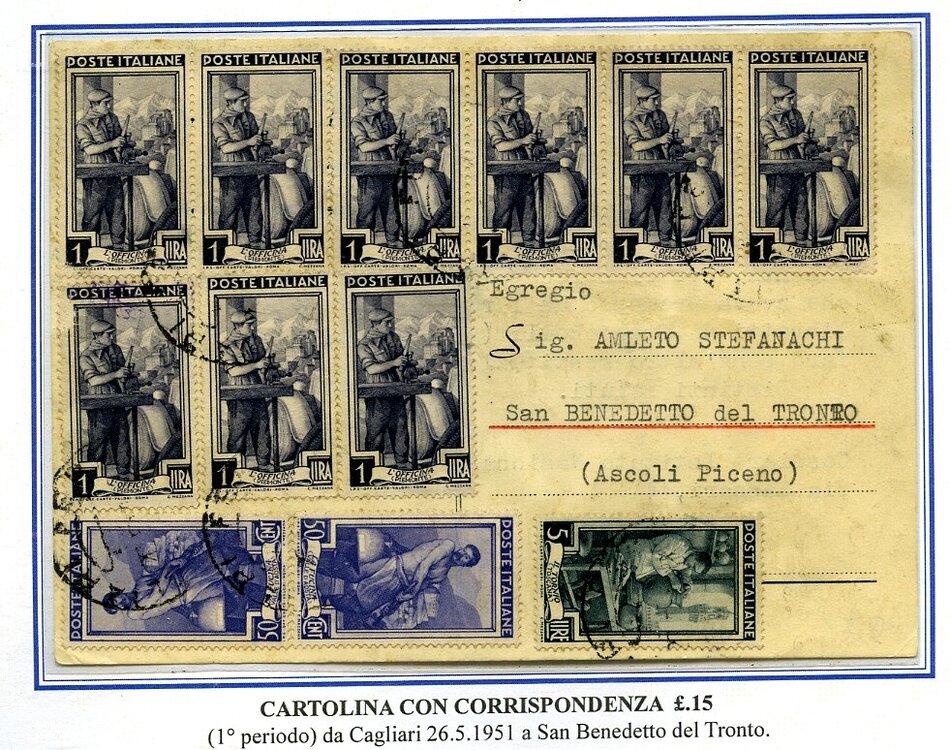 POSTE ITALIANE POSTE ITALIANE POSTE ITALIANE POSTE ITALIANE POSTE ITALIANE POSTE ITALIANE
1 L'OFFICINA LIRA 1 L'OFFICINA LIRA 1 L'OFFICINA LIRA 1 L'OFFICINA LIRA 1 L'OFFICINA LIRA 1 L'OFFICINA LIRA
POSTE ITALIANE POSTE ITALIANE POSTE ITALIANE
1 L'OFFICINA LIRA 1 L'OFFICINA LIRA 1 L'OFFICINA LIRA
Egregio
Sig. AMLETO STEFANACHI
San BENEDETTO del TRONTO
(Ascoli Piceno)
POSTE ITALIANE 50 CENT
50 CENT POSTE ITALIANE
5 LIRE IL TORNIO POSTE ITALIANE
CARTOLINA CON CORRISPONDENZA £.15
(1° periodo) da Cagliari 26.5.1951 a San Benedetto del Tronto.